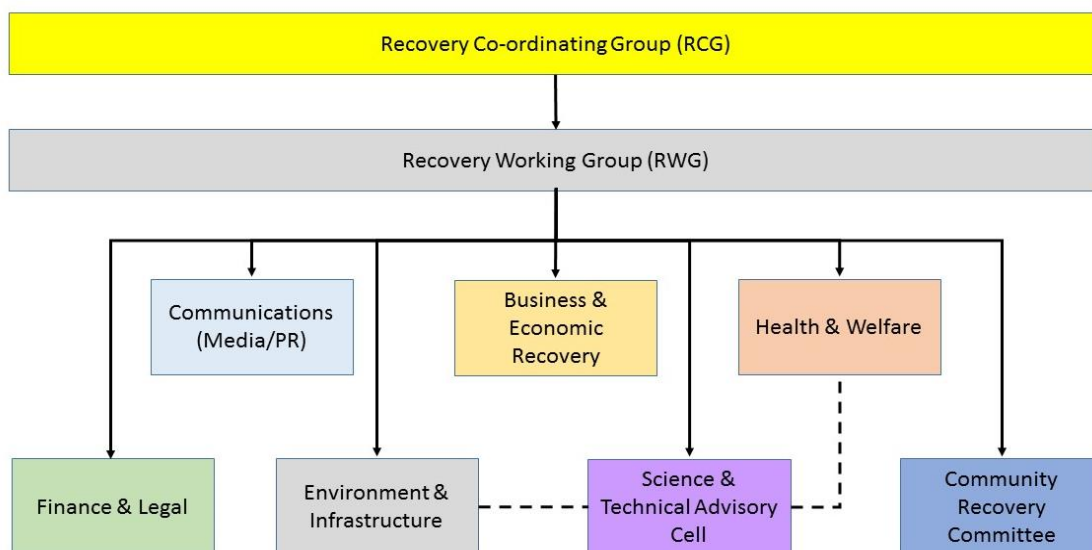 Recovery Co-ordinating Group (RCG)
Recovery Working Group (RWG)
Communications
(Media/PR)
Business &
Economic
Recovery
Health & Welfare
Finance & Legal
Environment &
Infrastructure
Science &
Technical Advisory
Cell
Community
Recovery
Committee